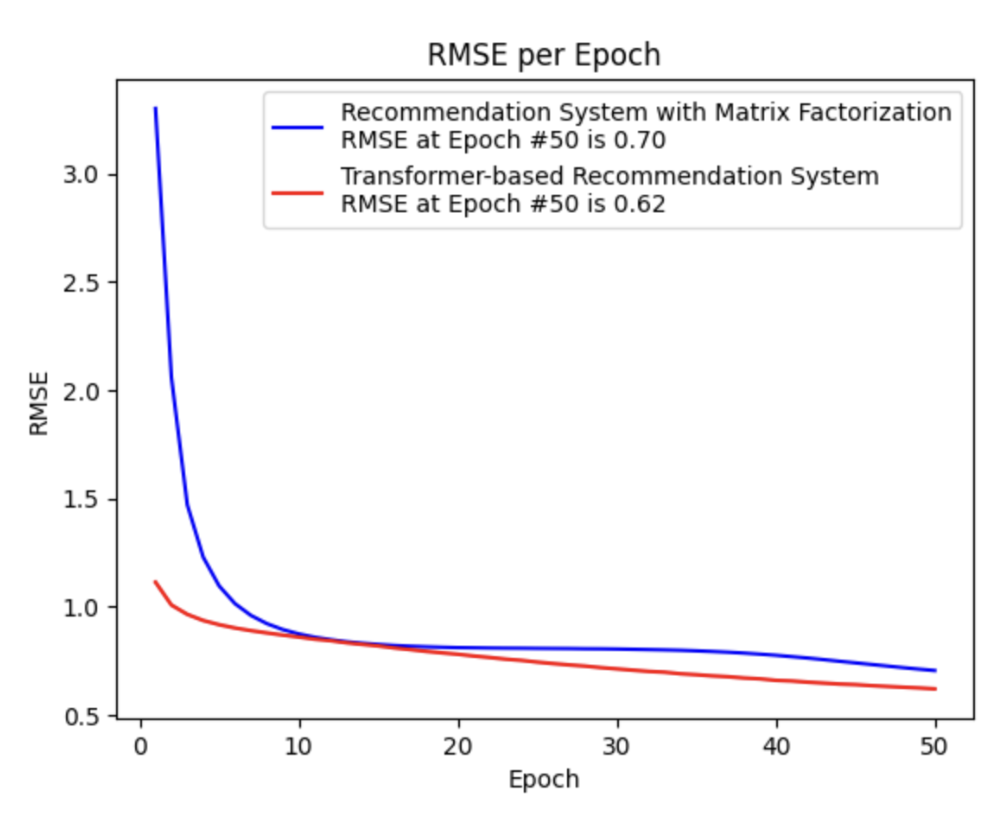 RMSE per Epoch
Recommendation System with Matrix Factorization
RMSE at Epoch #50 is 0.70
Transformer-based Recommendation System
RMSE at Epoch #50 is 0.62
3.0
2.5
2.0
1.5
1.0
0.5
RMSE
0 10 20 30 40 50
Epoch